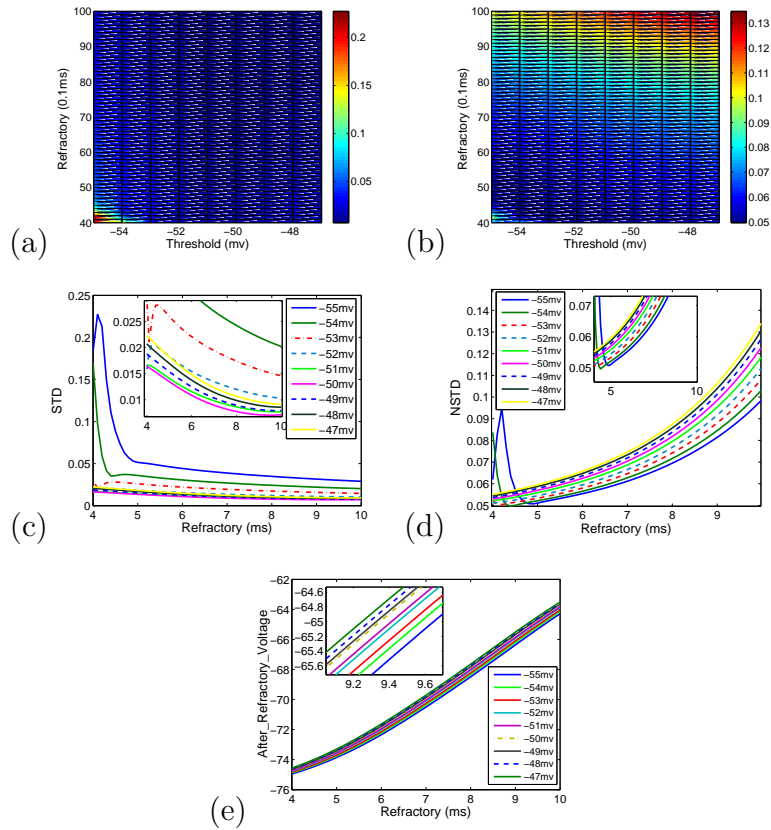 100
90
80
70
60
50
40
Refractory (0.1ms)
−54
−52
−50
−48
Threshold (mv)
0.2
0.15
0.1
0.05
(a)
100
90
80
70
60
50
40
Refractory (0.1ms)
−54
−52
−50
−48
Threshold (mv)
0.13
0.12
0.11
0.1
0.09
0.08
0.07
0.06
0.05
(b)
0.25
0.2
0.15
0.1
0.05
0
STD
4
5
6
7
8
9
10
Refractory (ms)
0.025
0.02
0.015
0.01
4
5
6
7
8
9
10
−55mv
−54mv
−53mv
−52mv
−51mv
−50mv
−49mv
−48mv
−47mv
(c)
0.14
0.13
0.12
0.11
0.1
0.09
0.08
0.07
0.06
0.05
NSTD
4
5
6
7
8
9
Refractory (ms)
−55mv
−54mv
−53mv
−52mv
−51mv
−50mv
−49mv
−48mv
−47mv
0.07
0.06
0.05
5
10
(d)
−62
−64
−66
−68
−70
−72
−74
−76
After_Refractory_Voltage
4
5
6
7
8
9
10
Refractory (ms)
−64.6
−64.8
−65
−65.2
−65.4
−65.6
9.2
9.4
9.6
−55mv
−54mv
−53mv
−52mv
−51mv
−50mv
−49mv
−48mv
−47mv
(e)